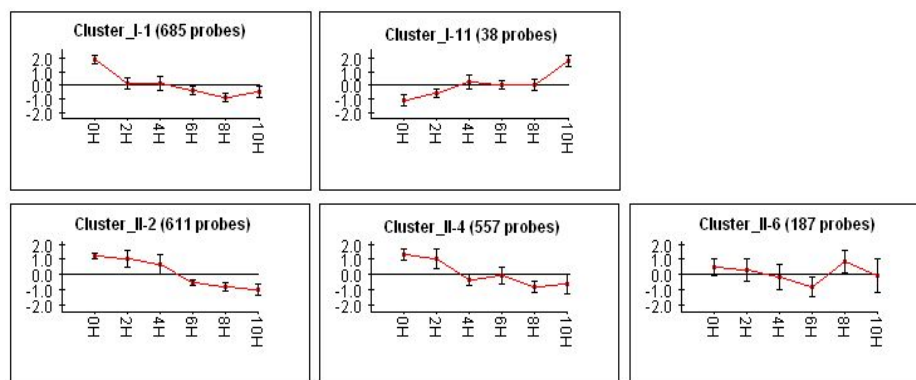 Cluster_I-1 (685 probes)
2.0
1.0
0.0
-1.0
-2.0
0H
2H
4H
6H
8H
10H
Cluster_I-11 (38 probes)
2.0
1.0
0.0
-1.0
-2.0
0H
2H
4H
6H
8H
10H
Cluster_II-2 (611 probes)
2.0
1.0
0.0
-1.0
-2.0
0H
2H
4H
6H
8H
10H
Cluster_II-4 (557 probes)
2.0
1.0
0.0
-1.0
-2.0
0H
2H
4H
6H
8H
10H
Cluster_II-6 (187 probes)
2.0
1.0
0.0
-1.0
-2.0
0H
2H
4H
6H
8H
10H